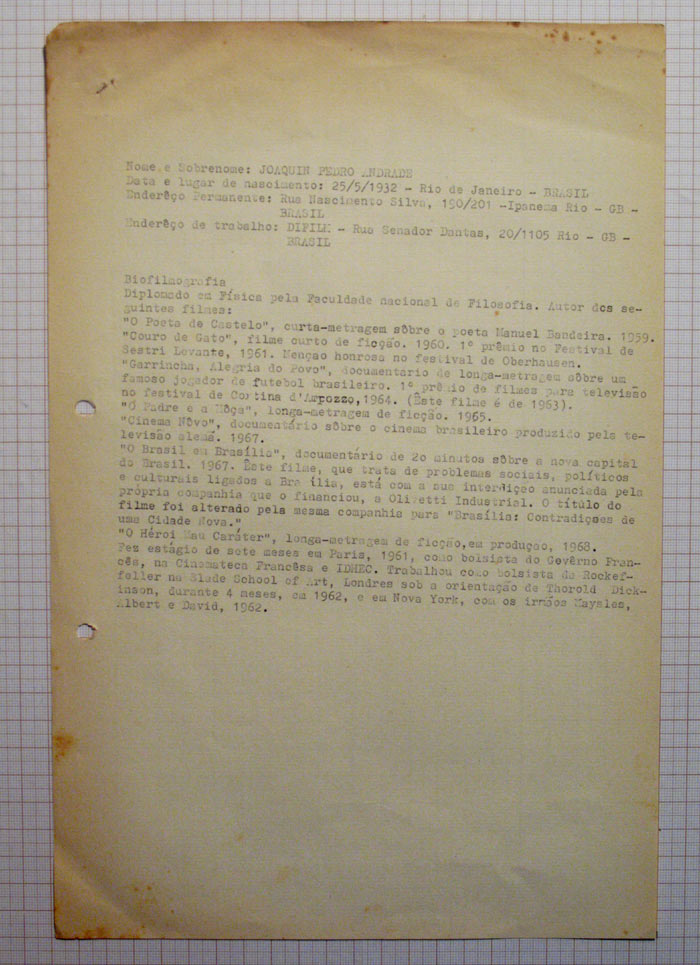 Nome e Sobrenome: JOAQUIN PEDRO ANDRADE
Data e lugar de nascimento: 25/5/1932 - Rio de Janeiro - BRASIL
Enderêço Permanente: Rua Nascimento Silva, 190/201 -Ipanema Rio - GB -
BRASIL
Enderêço de trabalho: DIFILM - Rua Senador Dantas, 20/1105 Rio - GB -
BRASIL
Biofilmografia
Diplomado em Física pela Faculdade nacional de Filosofia. Autor dos se-
guintes filmes:
"O Poeta de Castelo", curta-metragem sôbre o poeta Manuel Bandeira. 1959.
"Couro de Gato", filme curto de ficção. 1960. 1º prêmio no Festival de
Sestri Levante, 1961. Menção honrosa no festival de Oberhausen.
"Garrincha, Alegria do Povo", documentário de longa-metragem sôbre um
famoso jogador de futebol brasileiro. 1º prêmio de filmes para televisão
no festival de Cortina d'Ampozzo,1964. (Êste filme é de 1963).
"O Padre e a Môça", longa-metragem de ficção. 1965.
"Cinema Nôvo", documentário sôbre o cinema brasileiro produzido pela te-
levisão alemã. 1967.
"O Brasil em Brasília", documentário de 20 minutos sôbre a nova capital
do Brasil. 1967. Êste filme, que trata de problemas sociais, políticos
e culturais ligados a Bra ília, está com a sua interdição anunciada pela
própria companhia que o financiou, a Olivetti Industrial. O título do
filme foi alterado pela mesma companhia para "Brasília: Contradições de
uma Cidade Nova."
"O Hérói Mau Caráter", longa-metragem de ficção,em produção, 1968.
Fez estágio de sete meses em Paris, 1961, como bolsista do Govêrno Fran-
cês, na Cinemateca Francêsa e IDHEC. Trabalhou como bolsista da Rockef-
feller na Slade School of Art, Londres sob a orientação de Thorold Dick-
inson, durante 4 meses, em 1962, e em Nova York, com os irmãos Maysles,
Albert e David, 1962.